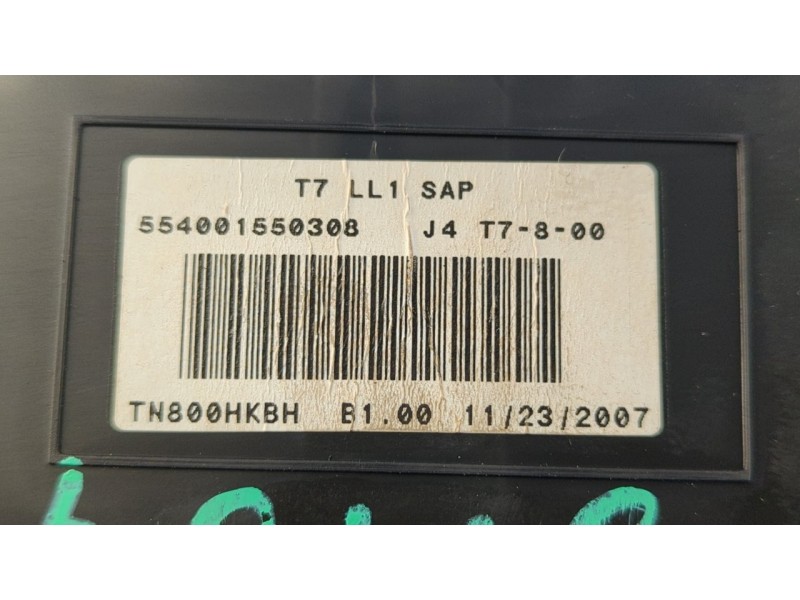 T7 LL1 SAP
554001550308 J4 T7-8-00
TN800HKBH B1.00 11/23/2007